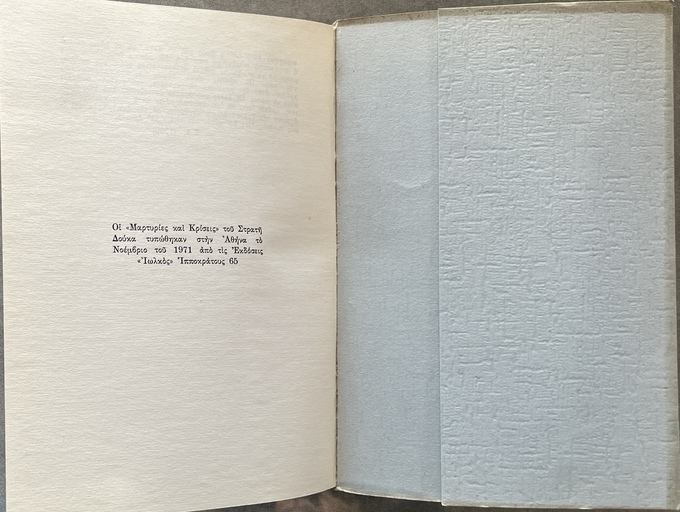 Οἱ «Μαρτυρίες καὶ Κρίσεις» τοῦ Στρατῆ
Δούκα τυπώθηκαν στὴν Ἀθήνα τὸ
Νοέμβριο τοῦ 1971 ἀπὸ τὶς Ἐκδόσεις
«Ἰωλκὸς» Ἱπποκράτους 65